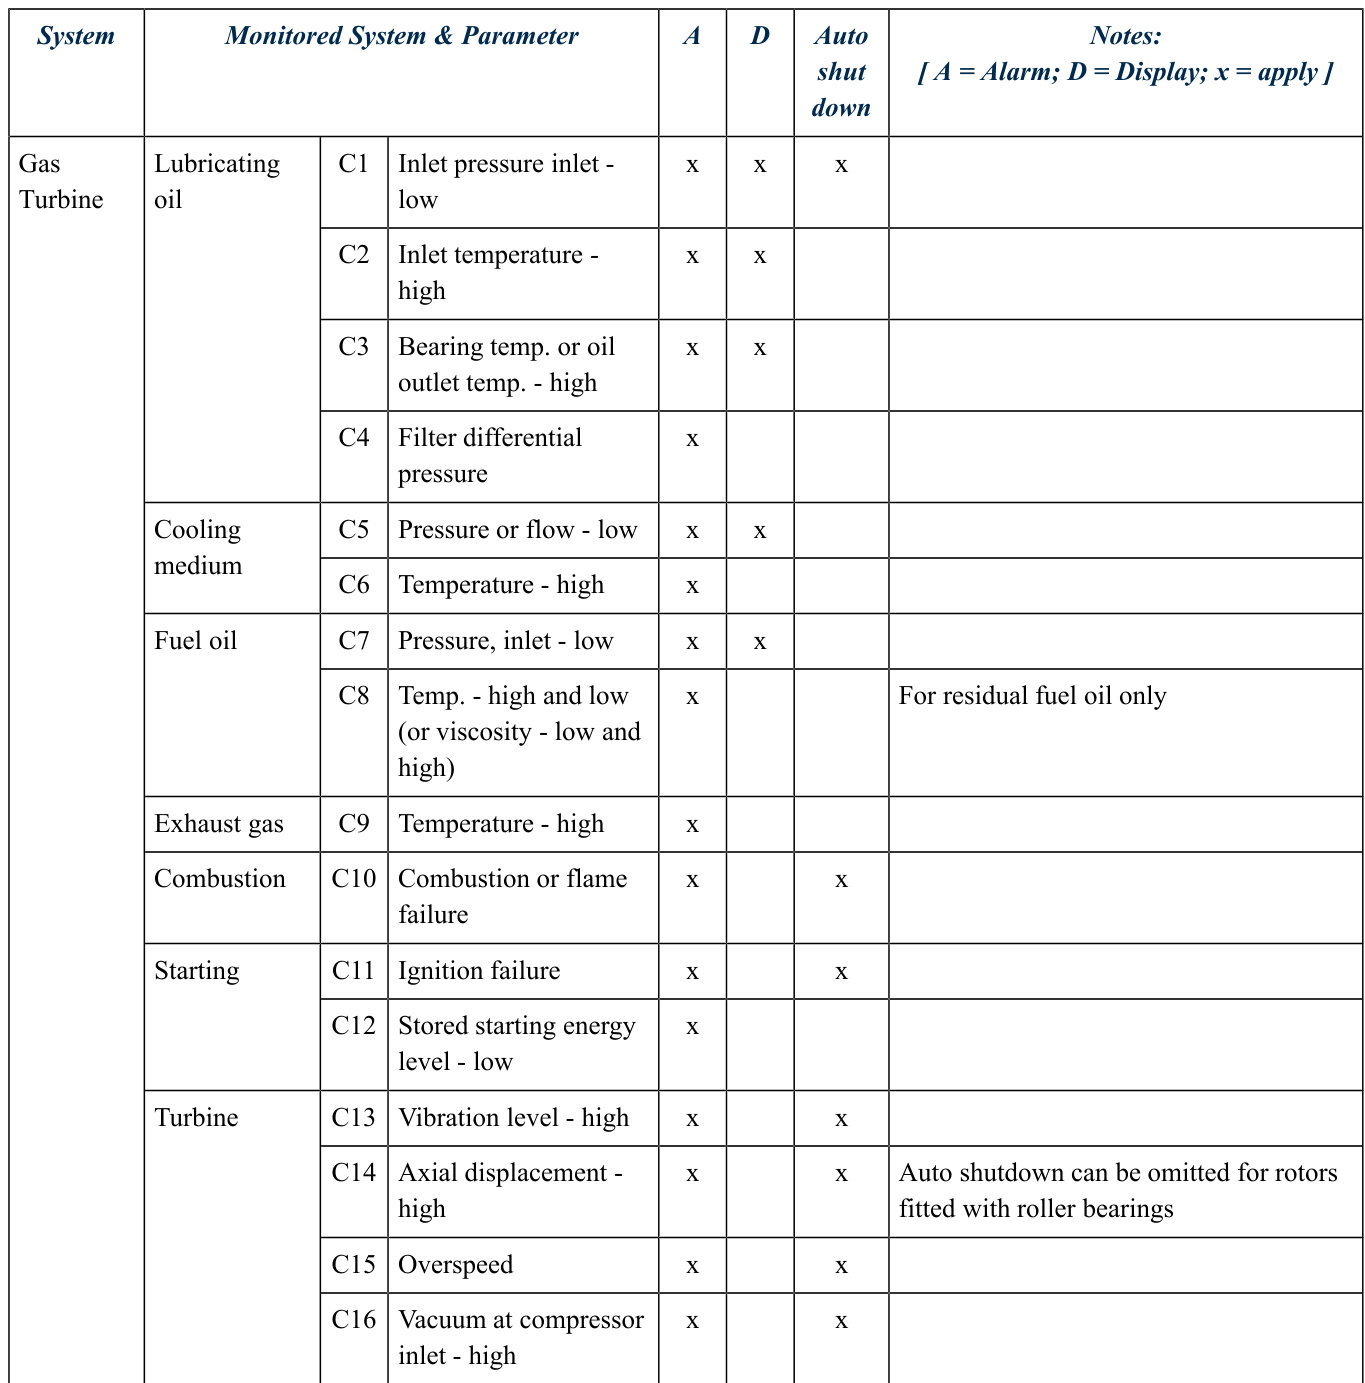 System Monitored System & Parameter A D Auto shut down Notes: [ A = Alarm; D = Display; x = apply ]
Gas Turbine Lubricating oil C1 Inlet pressure inlet - low x x x
C2 Inlet temperature - high x x
C3 Bearing temp. or oil outlet temp. - high x x
C4 Filter differential pressure x
Cooling medium C5 Pressure or flow - low x x
C6 Temperature - high x
Fuel oil C7 Pressure, inlet - low x x
C8 Temp. - high and low (or viscosity - low and high) x For residual fuel oil only
Exhaust gas C9 Temperature - high x
Combustion C10 Combustion or flame failure x x
Starting C11 Ignition failure x x
C12 Stored starting energy level - low x
Turbine C13 Vibration level - high x x
C14 Axial displacement - high x x Auto shutdown can be omitted for rotors fitted with roller bearings
C15 Overspeed x x
C16 Vacuum at compressor inlet - high x x